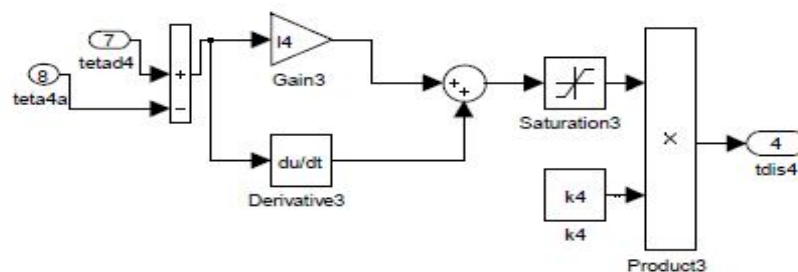 7
tetad4
8
teta4a
+
−
l4
Gain3
du/dt
Derivative3
+
+
Saturation3
k4
k4
×
Product3
4
tdis4